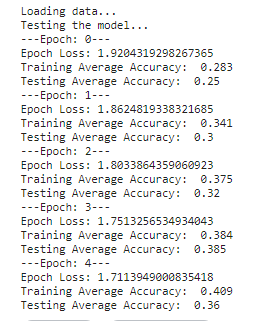 Loading data...
Testing the model...
---Epoch: 0---
Epoch Loss: 1.9204319298267365
Training Average Accuracy:  0.283
Testing Average Accuracy:  0.25
---Epoch: 1---
Epoch Loss: 1.8624819338321685
Training Average Accuracy:  0.341
Testing Average Accuracy:  0.3
---Epoch: 2---
Epoch Loss: 1.8033864359060923
Training Average Accuracy:  0.375
Testing Average Accuracy:  0.32
---Epoch: 3---
Epoch Loss: 1.7513256534934043
Training Average Accuracy:  0.384
Testing Average Accuracy:  0.385
---Epoch: 4---
Epoch Loss: 1.7113949000835418
Training Average Accuracy:  0.409
Testing Average Accuracy:  0.36